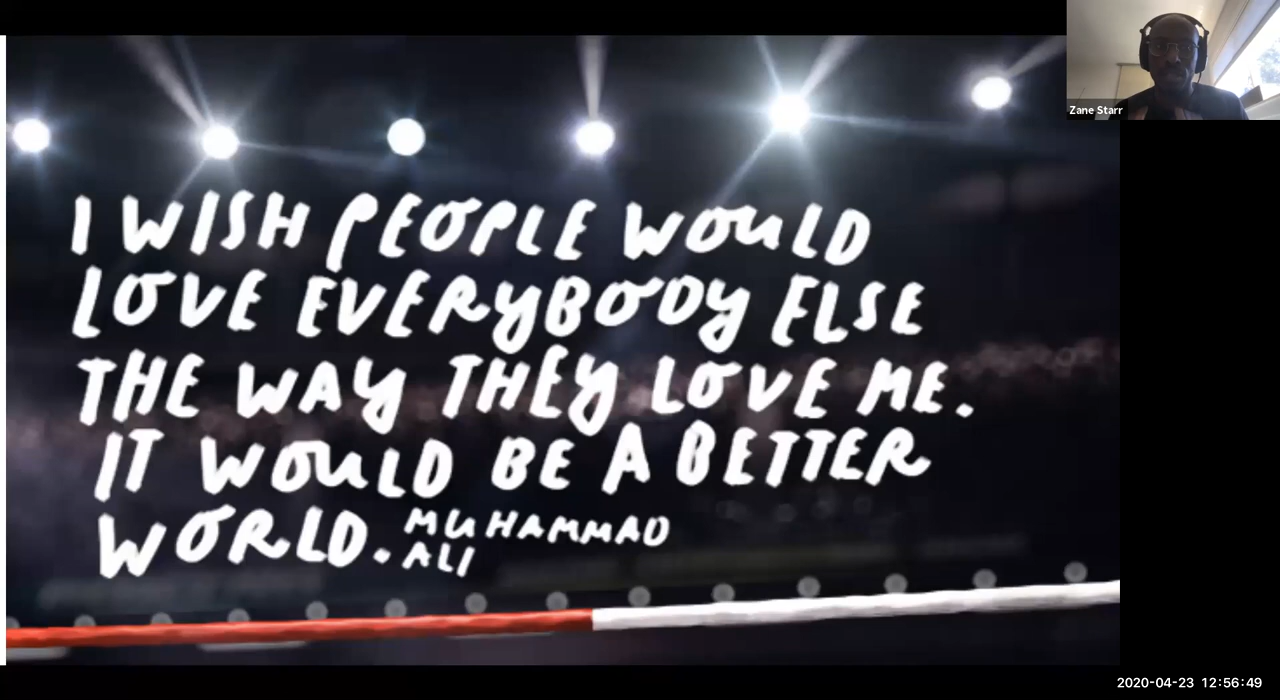 Zane Starr
I WISH PEOPLE WOULD
LOVE EVERYBODY ELSE
THE WAY THEY LOVE ME.
IT WOULD BE A BETTER
WORLD. MUHAMMAD
ALI
2020-04-23 12:56:49